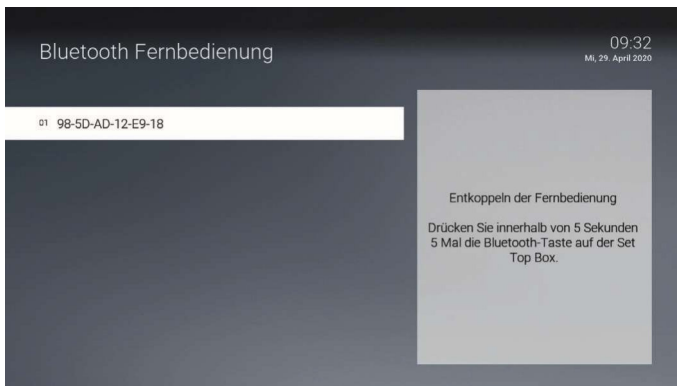 Bluetooth Fernbedienung
09:32
Mi, 29. April 2020
01 98-5D-AD-12-E9-18
Entkoppeln der Fernbedienung
Drücken Sie innerhalb von 5 Sekunden
5 Mal die Bluetooth-Taste auf der Set
Top Box.